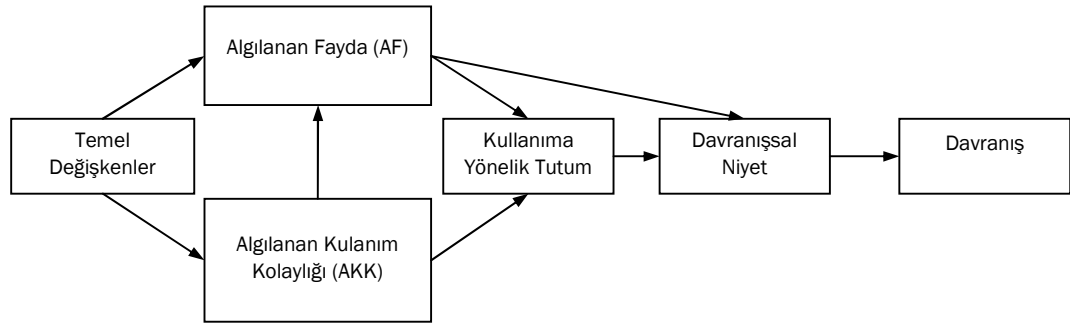 Algılanan Fayda (AF)
Temel
Değişkenler
Algılanan Kulanım
Kolaylığı (AKK)
Kullanıma
Yönelik Tutum
Davranışsal
Niyet
Davranış